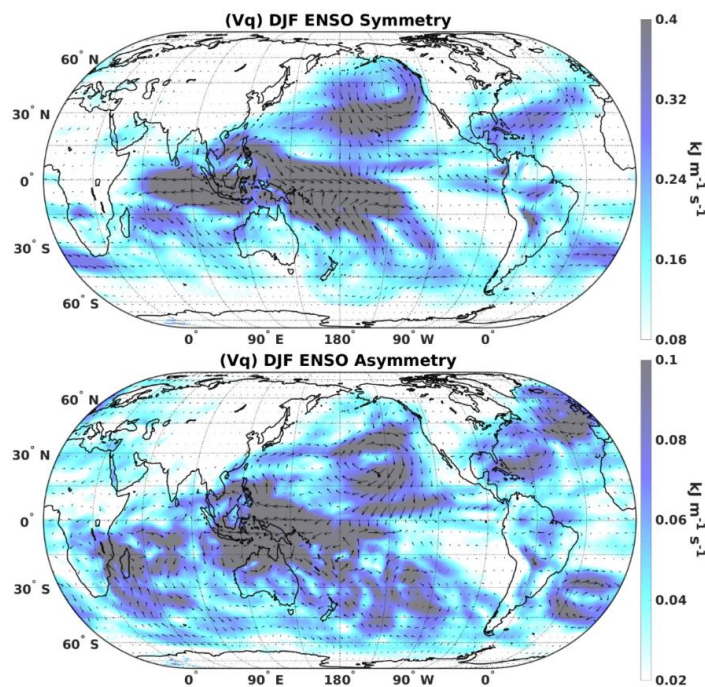 (Vq) DJF ENSO Symmetry
60° N
30° N
0°
30° S
60° S
0° 90° E 180° 90° W 0°
0.4
0.32
0.24
0.16
0.08
kJ m-1s-1
(Vq) DJF ENSO Asymmetry
60° N
30° N
0°
30° S
60° S
0° 90° E 180° 90° W 0°
0.1
0.08
0.06
0.04
0.02
kJ m-1s-1